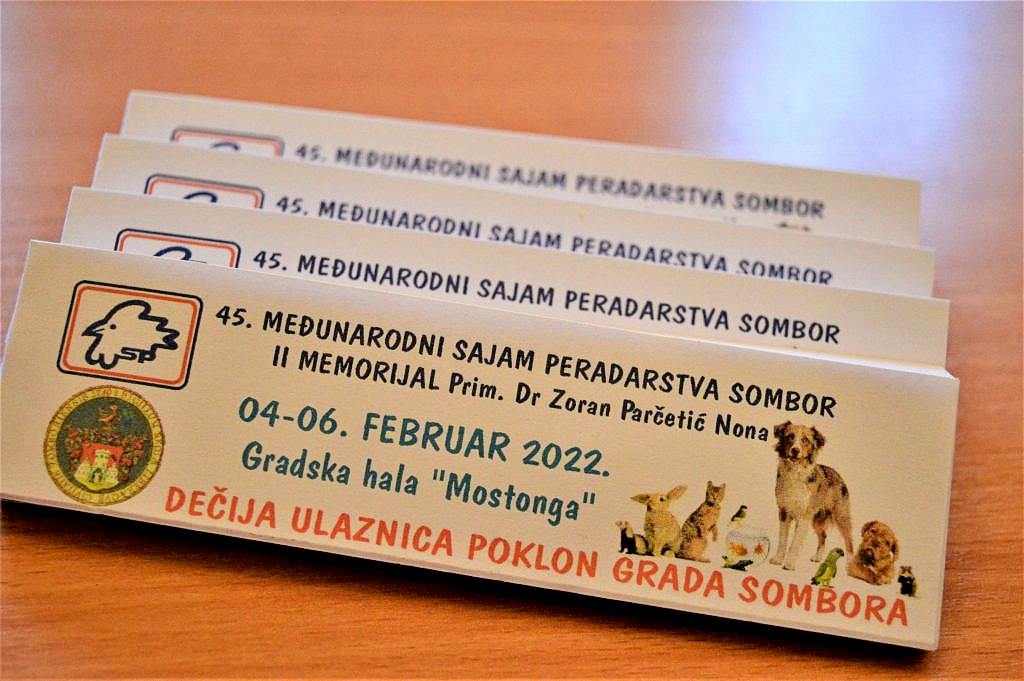 45. MEĐUNARODNI SAJAM PERADARSTVA SOMBOR
45. MEĐUNARODNI SAJAM PERADARSTVA SOMBOR
45. MEĐUNARODNI SAJAM PERADARSTVA SOMBOR
45. MEĐUNARODNI SAJAM PERADARSTVA SOMBOR
II MEMORIJAL Prim. Dr Zoran Parčetić Nona
04-06. FEBRUAR 2022.
Gradska hala "Mostonga"
DEČIJA ULAZNICA POKLON GRADA SOMBORA